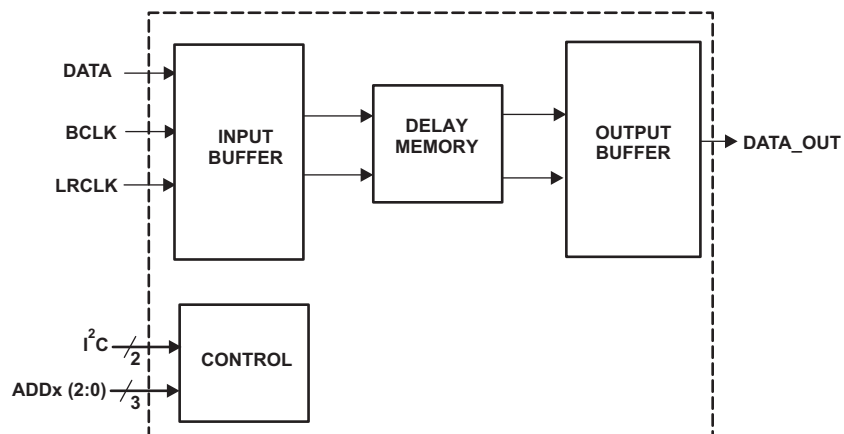 DATA
BCLK
LRCLK
INPUT
BUFFER
DELAY
MEMORY
OUTPUT
BUFFER
DATA_OUT
I²C
2
ADDx (2:0)
3
CONTROL